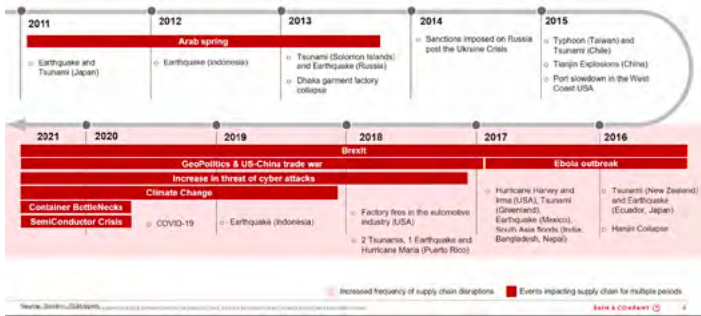 2011
2012
2013
2014
2015
Arab spring
Earthquake and
Tsunami (Japan)
Earthquake (Indonesia)
Tsunami (Solomon Islands)
and Earthquake (Russia)
Dhaka garment factory
collapse
Sanctions imposed on Russia
post the Ukraine Crisis
Typhoon (Taiwan) and
Tsunami (Chile)
Tianjin Explosions (China)
Port slowdown in the West
Coast USA
2021
2020
2019
2018
2017
2016
Brexit
GeoPolitics & US-China trade war
Ebola outbreak
Increase in threat of cyber attacks
Climate Change
Container BottleNecks
SemiConductor Crisis
COVID-19
Earthquake (Indonesia)
Factory fires in the automotive
industry (USA)
2 Tsunamis, 1 Earthquake and
Hurricane Maria (Puerto Rico)
Hurricane Harvey and
Irma (USA), Tsunami
(Greenland),
Earthquake (Mexico),
South Asia floods (India,
Bangladesh, Nepal)
Tsunami (New Zealand)
and Earthquake
(Ecuador, Japan)
Hanjin Collapse
Increased frequency of supply chain disruptions
Events impacting supply chain for multiple periods
BAIN & COMPANY
4